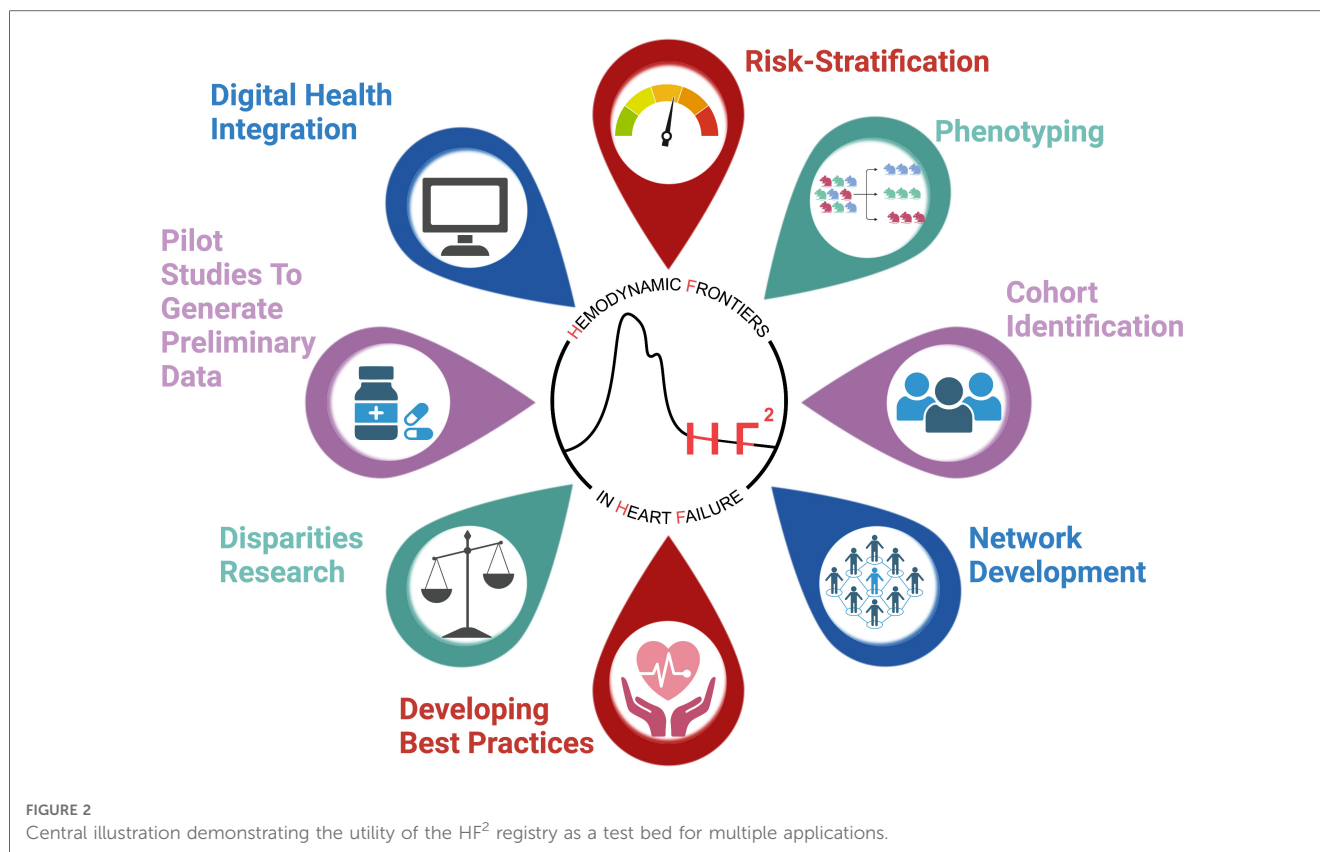 Risk-Stratification
Phenotyping
Cohort
Identification
Network
Development
Developing
Best Practices
Disparities
Research
Pilot
Studies To
Generate
Preliminary
Data
Digital Health
Integration
HEMODYNAMIC FRONTIERS
HF²
IN HEART FAILURE
FIGURE 2
Central illustration demonstrating the utility of the HF² registry as a test bed for multiple applications.